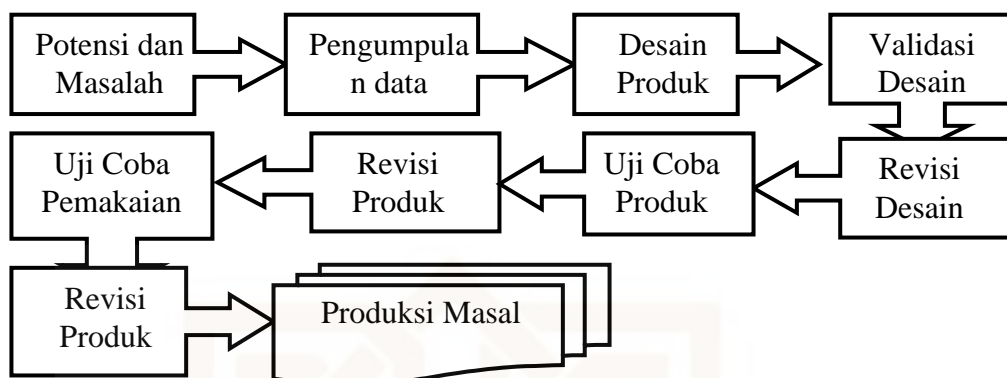 Potensi dan
Masalah
Pengumpula
n data
Desain
Produk
Validasi
Desain
Revisi
Desain
Uji Coba
Produk
Revisi
Produk
Uji Coba
Pemakaian
Revisi
Produk
Produksi Masal